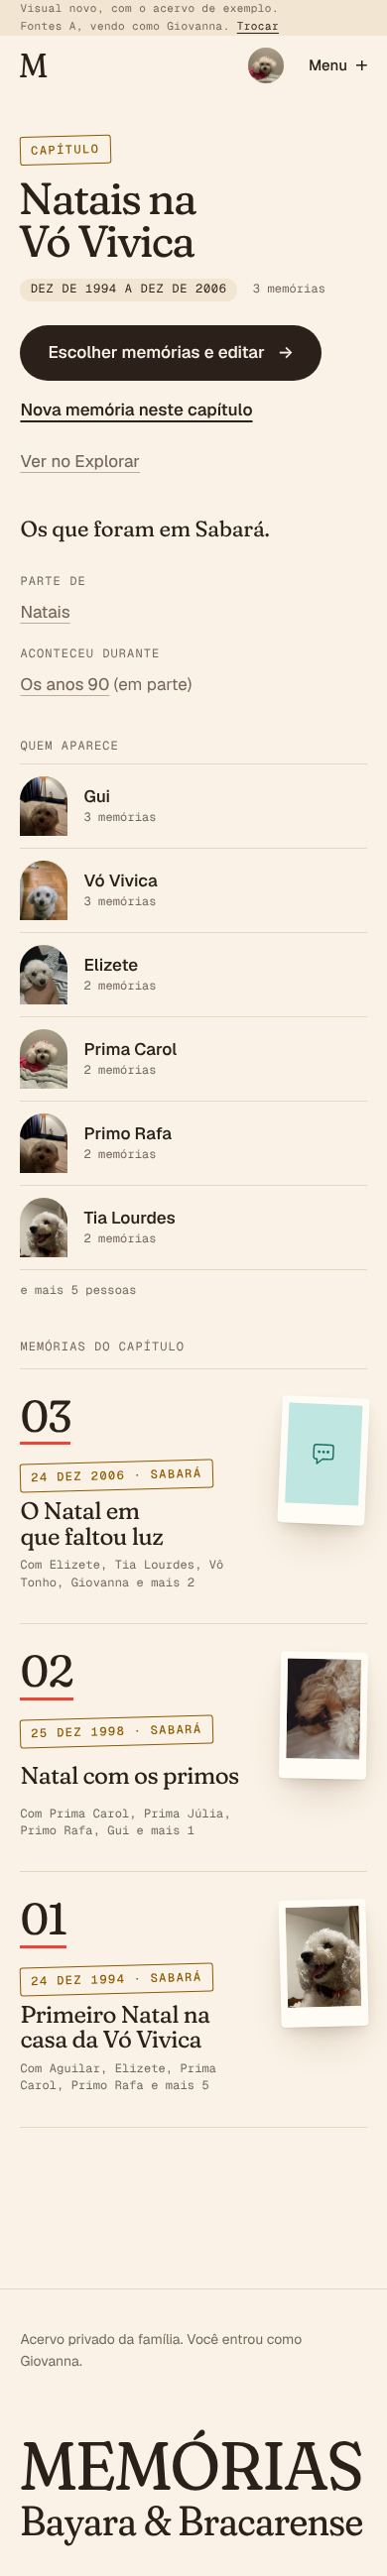 Visual novo, com o acervo de exemplo.
Fontes A, vendo como Giovanna. Trocar
M
Menu +
CAPÍTULO
Natais na
Vó Vivica
DEZ DE 1994 A DEZ DE 2006 3 memórias
Escolher memórias e editar →
Nova memória neste capítulo
Ver no Explorar
Os que foram em Sabará.
PARTE DE
Natais
ACONTECEU DURANTE
Os anos 90 (em parte)
QUEM APARECE
Gui
3 memórias
Vó Vivica
3 memórias
Elizete
2 memórias
Prima Carol
2 memórias
Primo Rafa
2 memórias
Tia Lourdes
2 memórias
e mais 5 pessoas
MEMÓRIAS DO CAPÍTULO
03
24 DEZ 2006 · SABARÁ
O Natal em
que faltou luz
Com Elizete, Tia Lourdes, Vô
Tonho, Giovanna e mais 2
02
25 DEZ 1998 · SABARÁ
Natal com os primos
Com Prima Carol, Prima Júlia,
Primo Rafa, Gui e mais 1
01
24 DEZ 1994 · SABARÁ
Primeiro Natal na
casa da Vó Vivica
Com Aguilar, Elizete, Prima
Carol, Primo Rafa e mais 5
Acervo privado da família. Você entrou como
Giovanna.
MEMÓRIAS
Bayara & Bracarense